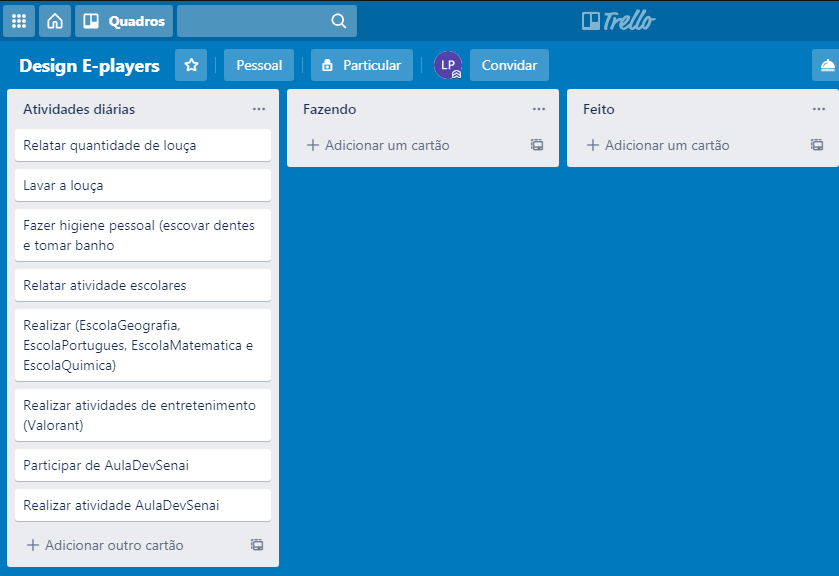 Quadros
Trello
Design E-players
Pessoal
Particular
LP
Convidar
Atividades diárias
Relatar quantidade de louça
Lavar a louça
Fazer higiene pessoal (escovar dentes
e tomar banho
Relatar atividade escolares
Realizar (EscolaGeografia,
EscolaPortugues, EscolaMatematica e
EscolaQuimica)
Realizar atividades de entretenimento
(Valorant)
Participar de AulaDevSenai
Realizar atividade AulaDevSenai
Adicionar outro cartão
Fazendo
Adicionar um cartão
Feito
Adicionar um cartão